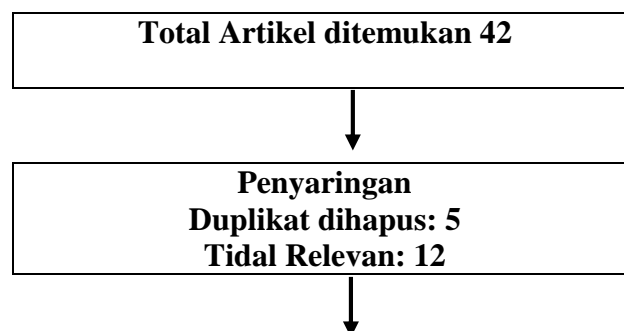 Total Artikel ditemukan 42
Penyaringan
Duplikat dihapus: 5
Tidal Relevan: 12